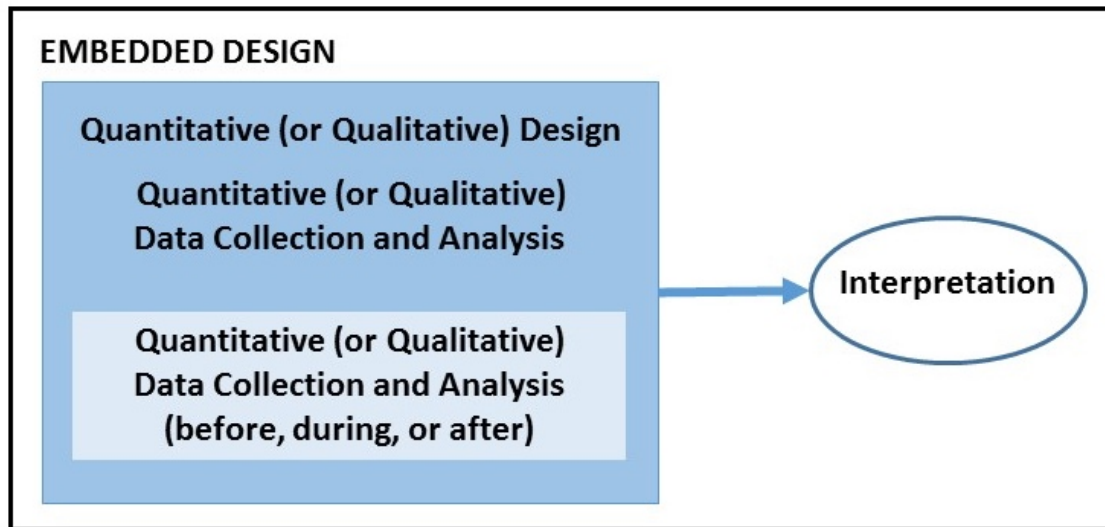 EMBEDDED DESIGN
Quantitative (or Qualitative) Design
Quantitative (or Qualitative)
Data Collection and Analysis
Quantitative (or Qualitative)
Data Collection and Analysis
(before, during, or after)
Interpretation